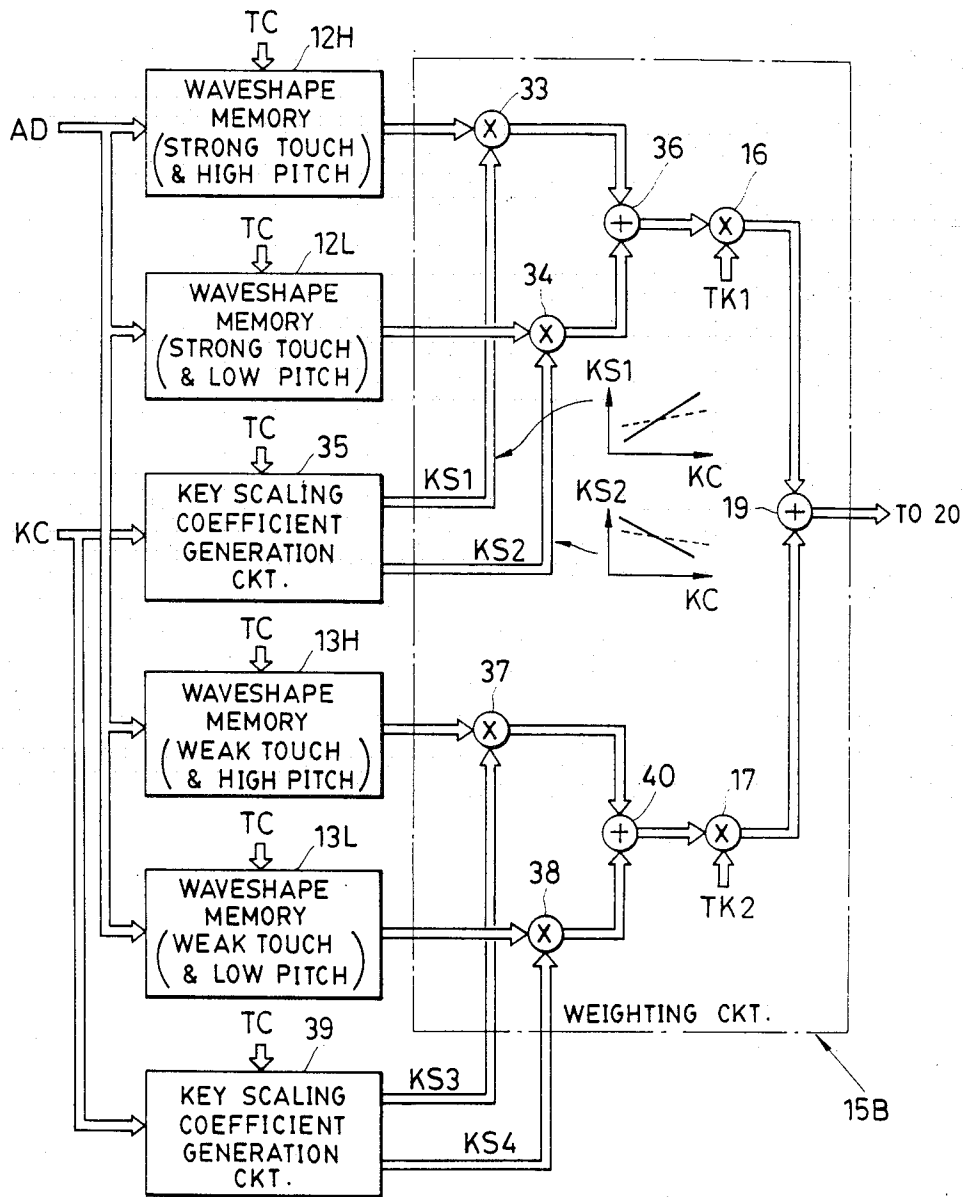 TC
12H
WAVESHAPE
MEMORY
(STRONG TOUCH
& HIGH PITCH)
AD
33
36
16
TC
12L
WAVESHAPE
MEMORY
(STRONG TOUCH
& LOW PITCH)
34
TK1
KS1
KC
TC
35
KEY SCALING
COEFFICIENT
GENERATION
CKT.
KC
KS1
KS2
KS2
KC
19
TO 20
TC
13H
WAVESHAPE
MEMORY
(WEAK TOUCH
& HIGH PITCH)
37
40
17
TC
13L
WAVESHAPE
MEMORY
(WEAK TOUCH
& LOW PITCH)
38
TK2
WEIGHTING CKT.
15B
TC
39
KEY SCALING
COEFFICIENT
GENERATION
CKT.
KS3
KS4